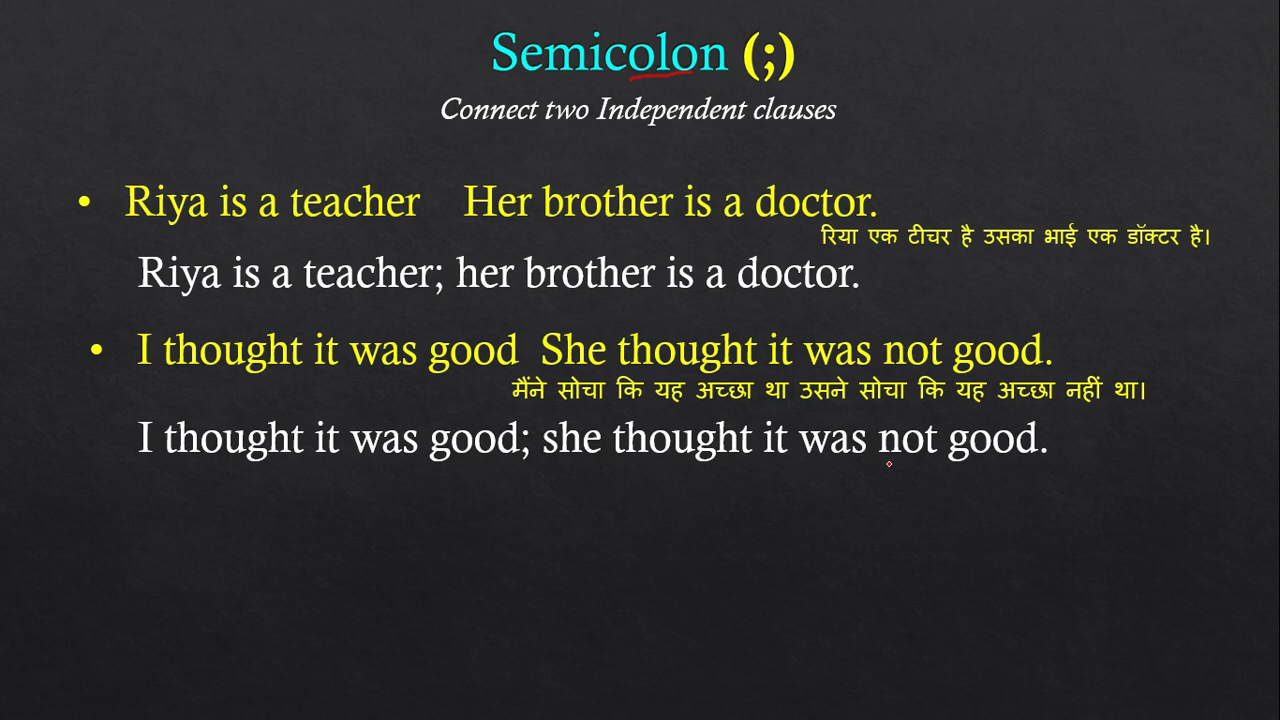 Semicolon (;)
Connect two Independent clauses
• Riya is a teacher Her brother is a doctor.
रिया एक टीचर है उसका भाई एक डॉक्टर है।
Riya is a teacher; her brother is a doctor.
• I thought it was good She thought it was not good.
मैंने सोचा कि यह अच्छा था उसने सोचा कि यह अच्छा नहीं था।
I thought it was good; she thought it was not good.